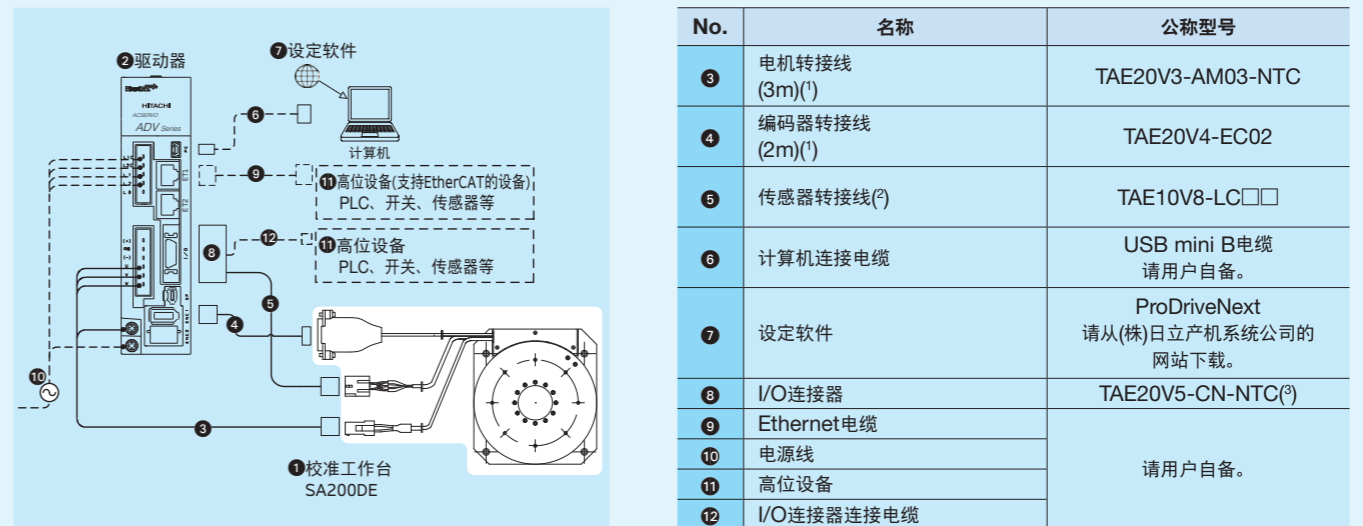 ❷驱动器
❼设定软件
EtherCAT
HITACHI
ACSERVO
ADV Series
❻
计算机
PC
ET1
❾
⓫高位设备(支持EtherCAT的设备)
PLC、开关、传感器等
ET2
I/O
❽
⓬
⓫高位设备
PLC、开关、传感器等
❺
❹
❿
❸
❶校准工作台
SA200DE
No. 名称 公称型号
❸ 电机转接线 (3m)(1) TAE20V3-AM03-NTC
❹ 编码器转接线 (2m)(1) TAE20V4-EC02
❺ 传感器转接线(2) TAE10V8-LC□□
❻ 计算机连接电缆 USB mini B电缆
请用户自备。
❼ 设定软件 ProDriveNext
请从(株)日立产机系统公司的
网站下载。
❽ I/O连接器 TAE20V5-CN-NTC(3)
❾ Ethernet电缆
❿ 电源线
⓫ 高位设备
⓬ I/O连接器连接电缆
请用户自备。